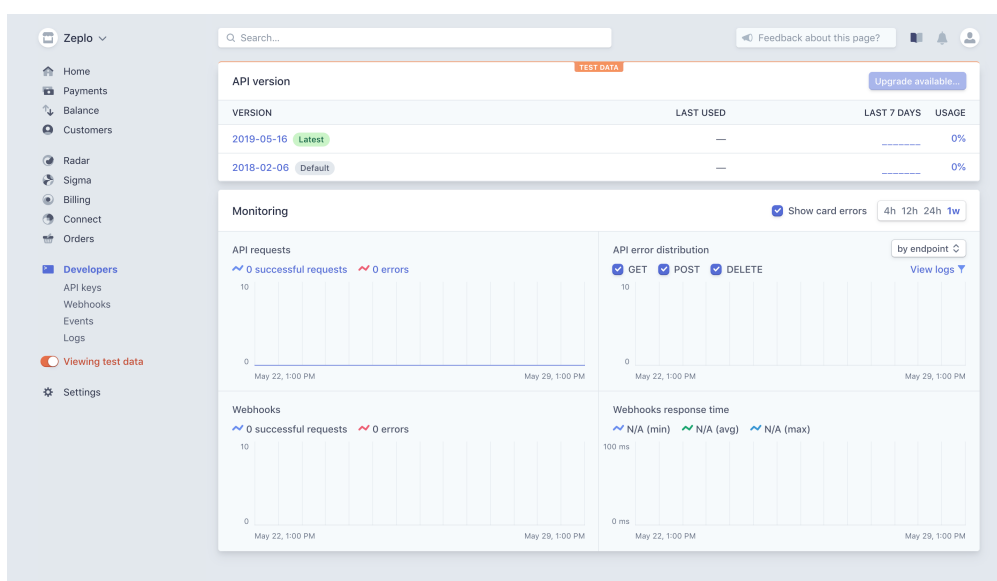 Zeplo
Search...
Feedback about this page?
Home
Payments
Balance
Customers
Radar
Sigma
Billing
Connect
Orders
Developers
API keys
Webhooks
Events
Logs
Viewing test data
Settings
TEST DATA
API version
Upgrade available...
VERSION LAST USED LAST 7 DAYS USAGE
2019-05-16 Latest — 0%
2018-02-06 Default — 0%
Monitoring
Show card errors
4h 12h 24h 1w
API requests
0 successful requests 0 errors
10
0
May 22, 1:00 PM May 29, 1:00 PM
API error distribution
by endpoint
GET POST DELETE
View logs
10
0
May 22, 1:00 PM May 29, 1:00 PM
Webhooks
0 successful requests 0 errors
10
0
May 22, 1:00 PM May 29, 1:00 PM
Webhooks response time
N/A (min) N/A (avg) N/A (max)
100 ms
0 ms
May 22, 1:00 PM May 29, 1:00 PM